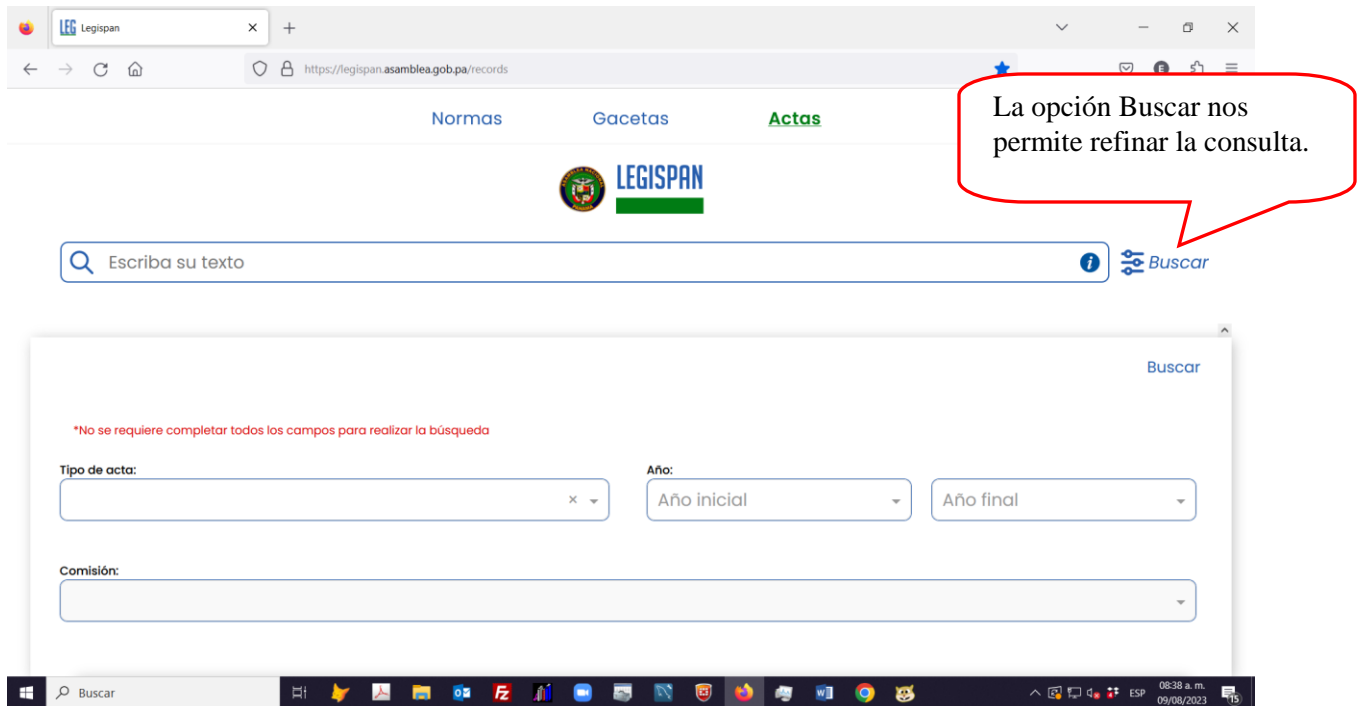 LEG Legispan
https://legispan.asamblea.gob.pa/records
E
La opción Buscar nos
permite refinar la consulta.
Normas Gacetas Actas
LEGISPAN
Escriba su texto
i
Buscar
Buscar
*No se requiere completar todos los campos para realizar la búsqueda
Tipo de acta:
Año:
Año inicial
Año final
Comisión:
Buscar
ESP
08:38 a. m.
09/08/2023
15